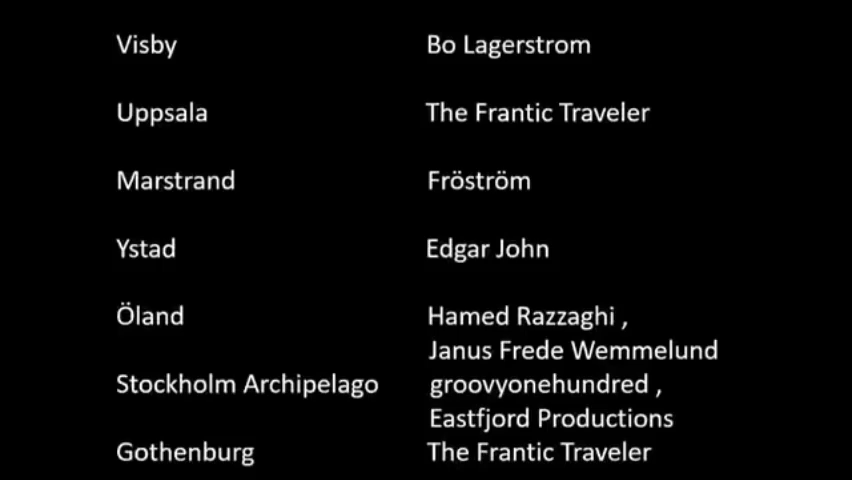 Visby Bo Lagerstrom
Uppsala The Frantic Traveler
Marstrand Fröström
Ystad Edgar John
Öland Hamed Razzaghi ,
Janus Frede Wemmelund
Stockholm Archipelago groovyonehundred ,
Eastfjord Productions
Gothenburg The Frantic Traveler